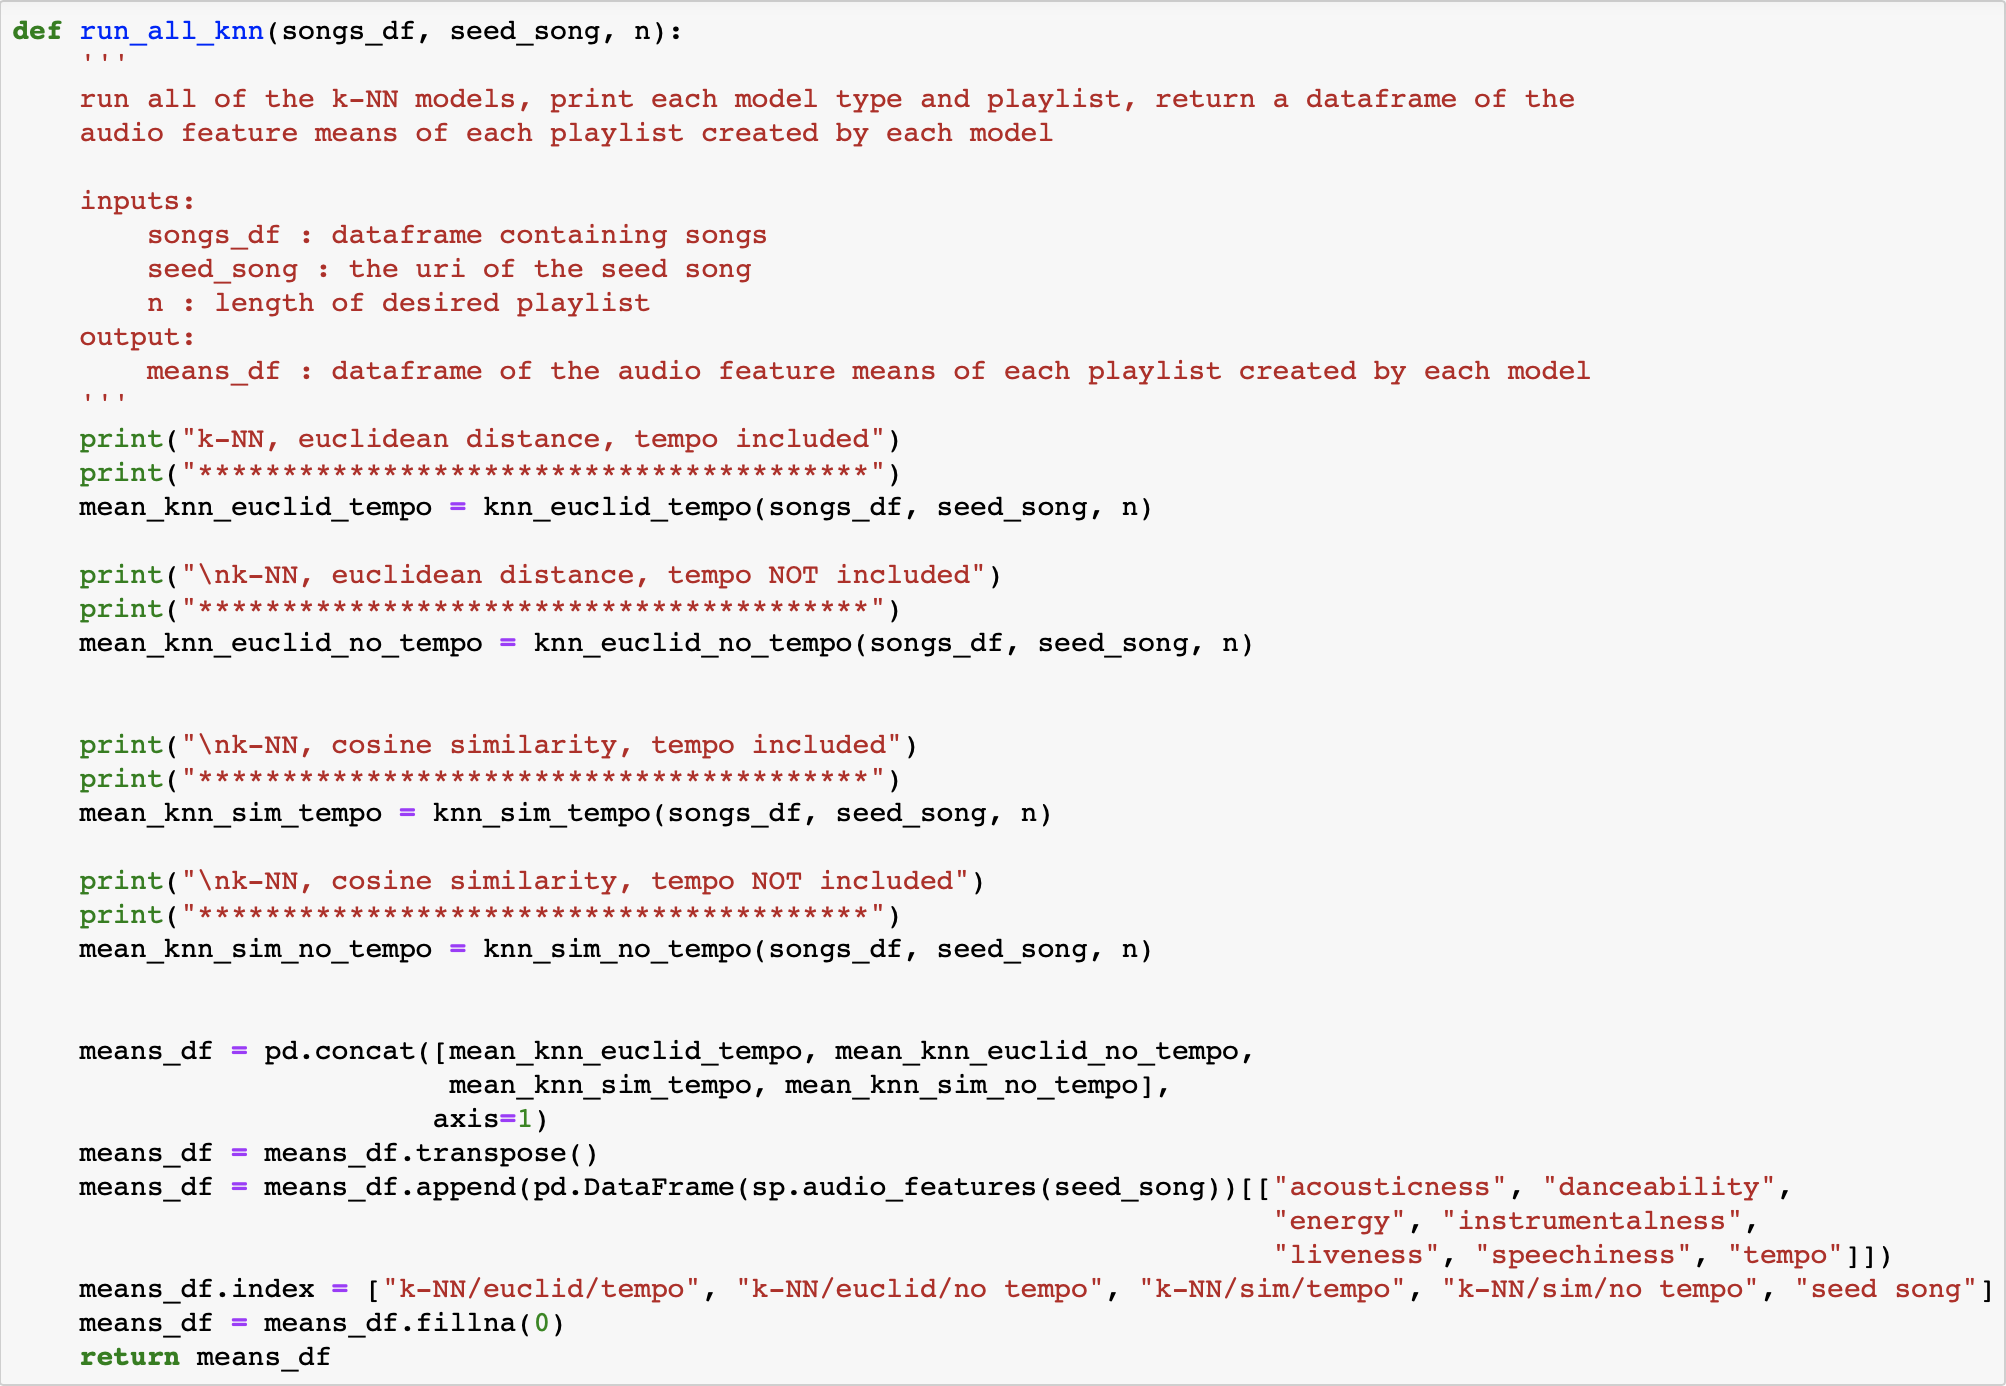 def run_all_knn(songs_df, seed_song, n):
    '''
    run all of the k-NN models, print each model type and playlist, return a dataframe of the
    audio feature means of each playlist created by each model

    inputs:
        songs_df : dataframe containing songs
        seed_song : the uri of the seed song
        n : length of desired playlist
    output:
        means_df : dataframe of the audio feature means of each playlist created by each model
    '''
    print("k-NN, euclidean distance, tempo included")
    print("****************************************")
    mean_knn_euclid_tempo = knn_euclid_tempo(songs_df, seed_song, n)

    print("\nk-NN, euclidean distance, tempo NOT included")
    print("****************************************")
    mean_knn_euclid_no_tempo = knn_euclid_no_tempo(songs_df, seed_song, n)


    print("\nk-NN, cosine similarity, tempo included")
    print("****************************************")
    mean_knn_sim_tempo = knn_sim_tempo(songs_df, seed_song, n)

    print("\nk-NN, cosine similarity, tempo NOT included")
    print("****************************************")
    mean_knn_sim_no_tempo = knn_sim_no_tempo(songs_df, seed_song, n)


    means_df = pd.concat([mean_knn_euclid_tempo, mean_knn_euclid_no_tempo,
                          mean_knn_sim_tempo, mean_knn_sim_no_tempo],
                         axis=1)
    means_df = means_df.transpose()
    means_df = means_df.append(pd.DataFrame(sp.audio_features(seed_song))[["acousticness", "danceability",
                                                                           "energy", "instrumentalness",
                                                                           "liveness", "speechiness", "tempo"]])
    means_df.index = ["k-NN/euclid/tempo", "k-NN/euclid/no tempo", "k-NN/sim/tempo", "k-NN/sim/no tempo", "seed song"]
    means_df = means_df.fillna(0)
    return means_df